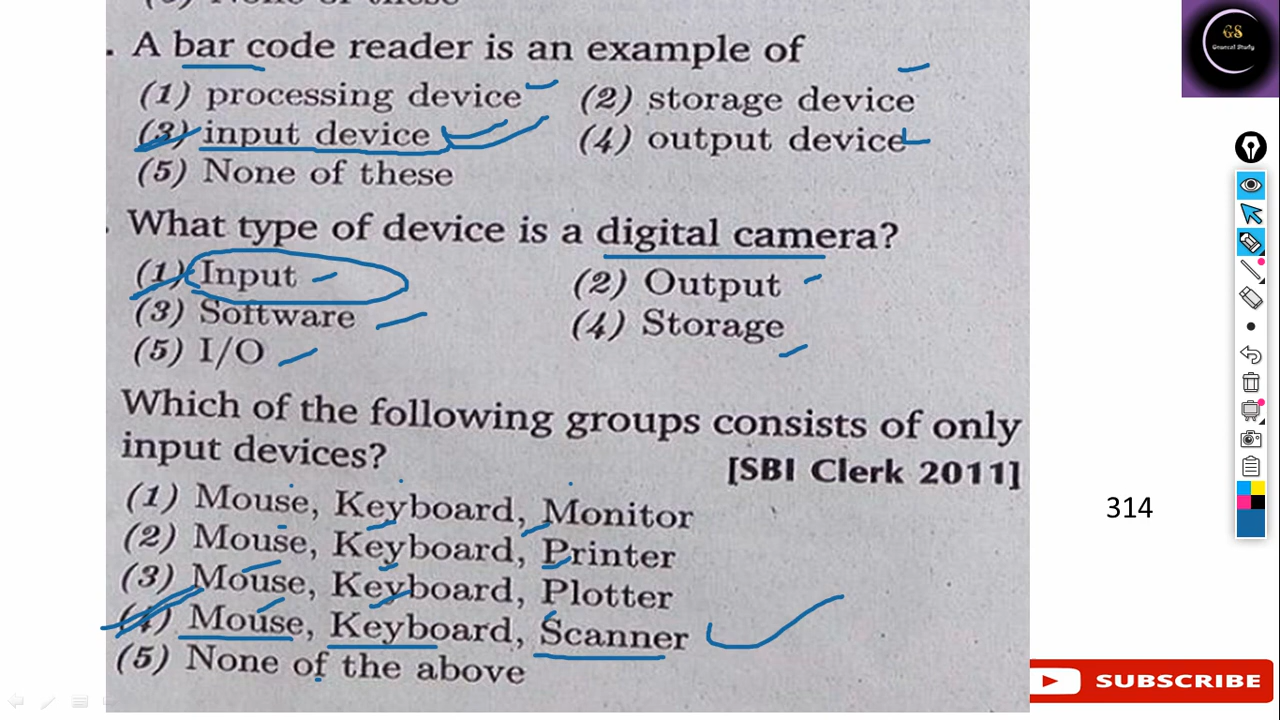 A bar code reader is an example of
(1) processing device (2) storage device
(3) input device (4) output device
(5) None of these
What type of device is a digital camera?
(1) Input (2) Output
(3) Software (4) Storage
(5) I/O
Which of the following groups consists of only
input devices?
[SBI Clerk 2011]
(1) Mouse, Keyboard, Monitor
(2) Mouse, Keyboard, Printer
(3) Mouse, Keyboard, Plotter
(4) Mouse, Keyboard, Scanner
(5) None of the above
GS
314
SUBSCRIBE